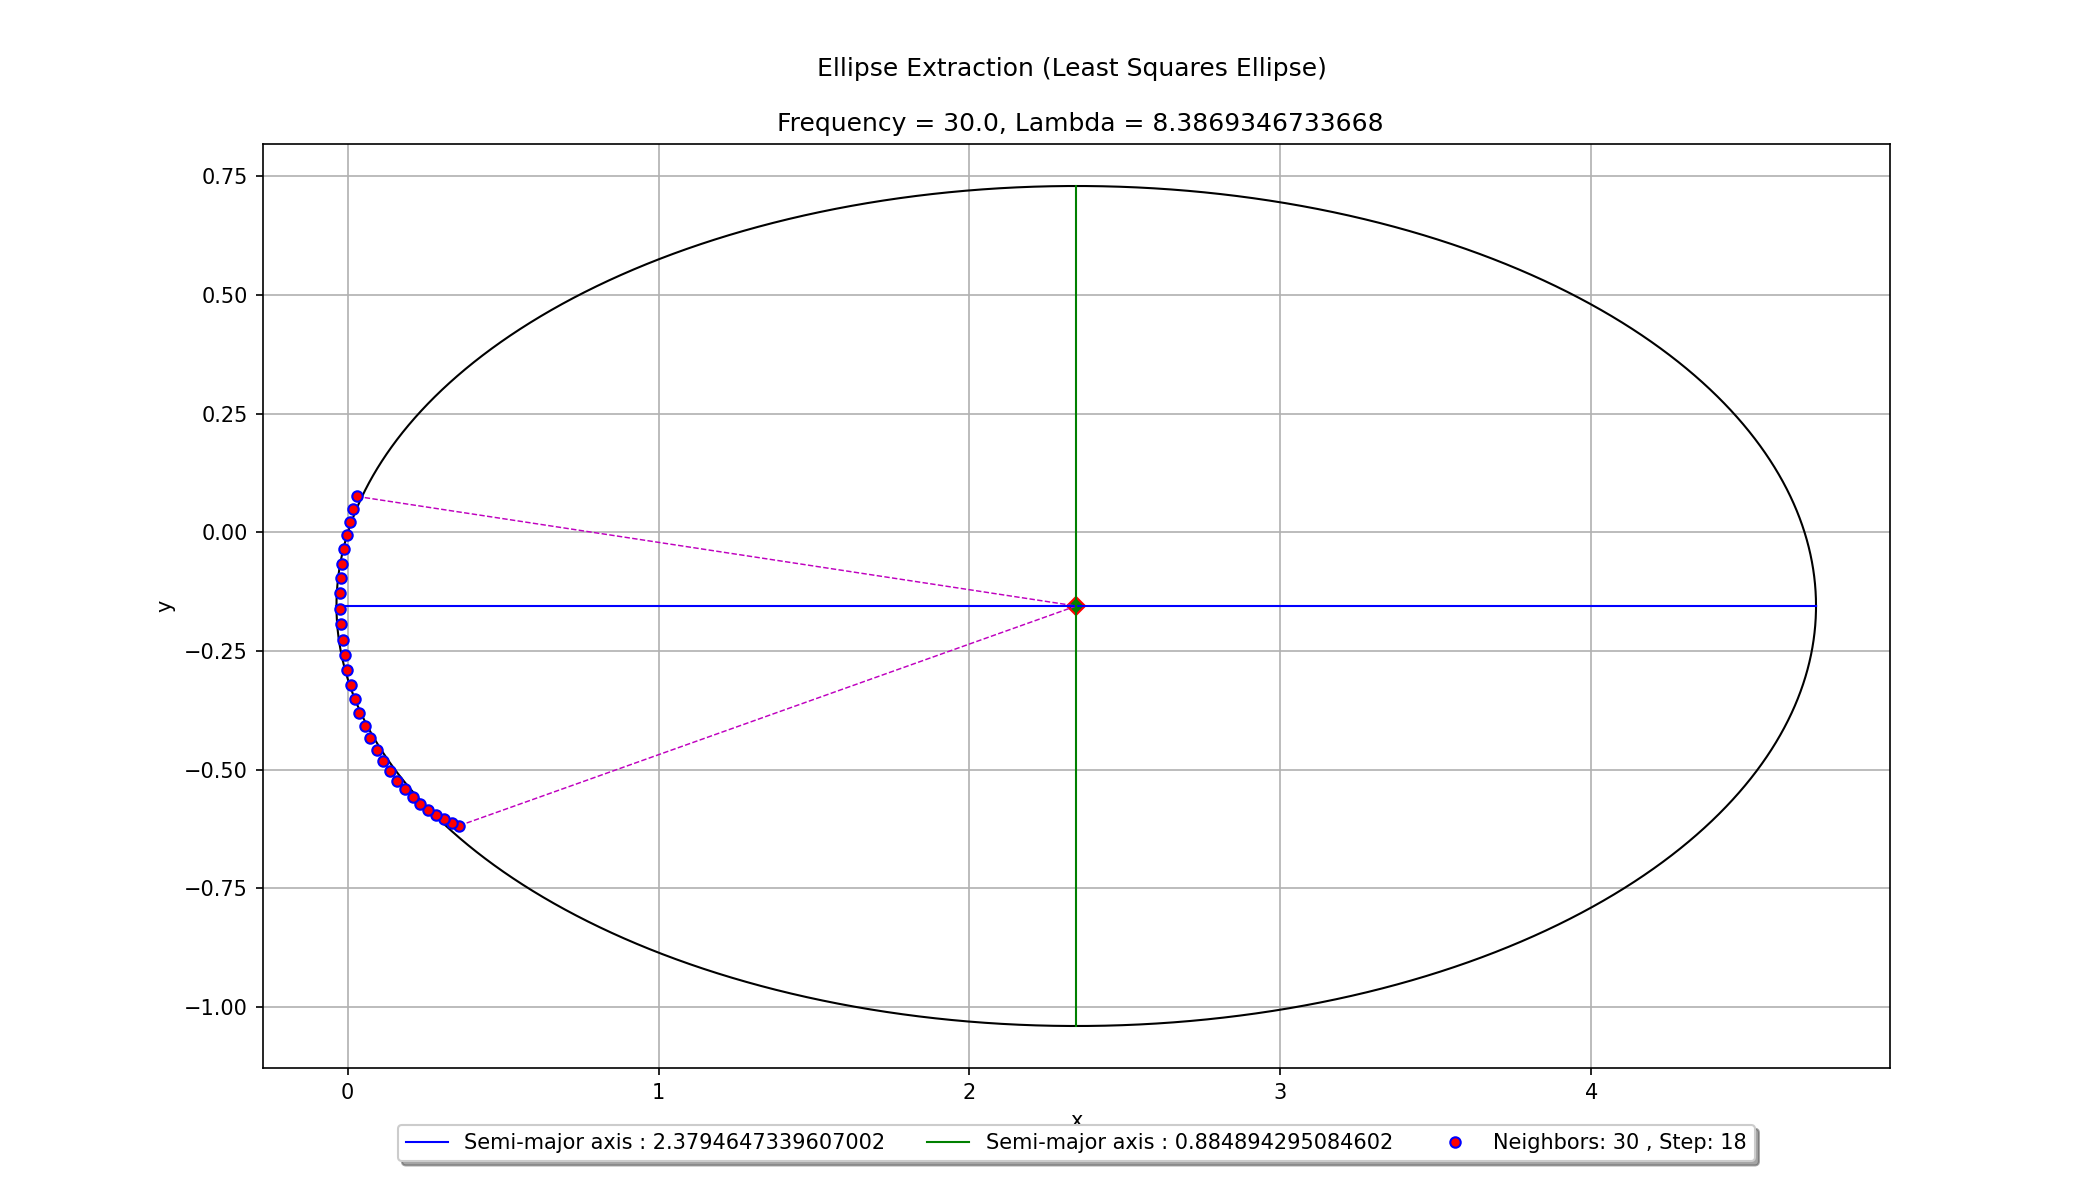 Ellipse Extraction (Least Squares Ellipse)
Frequency = 30.0, Lambda = 8.3869346733668
0.75
0.50
0.25
0.00
−0.25
−0.50
−0.75
−1.00
y
0 1 2 3 4
x
Semi-major axis : 2.3794647339607002 Semi-major axis : 0.884894295084602 Neighbors: 30 , Step: 18